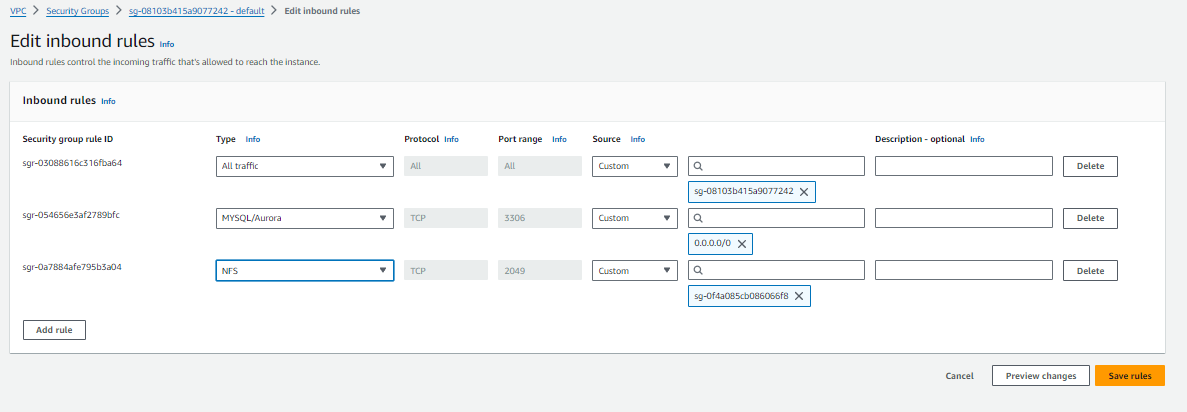 VPC > Security Groups > sg-08103b415a9077242 - default > Edit inbound rules
Edit inbound rules Info
Inbound rules control the incoming traffic that's allowed to reach the instance.
Inbound rules Info
Security group rule ID Type Info Protocol Info Port range Info Source Info Description - optional Info
sgr-03088616c316fba64 All traffic All All Custom Delete
sg-08103b415a9077242
sgr-054656e3af2789bfc MYSQL/Aurora TCP 3306 Custom Delete
0.0.0.0/0
sgr-0a7884afe795b3a04 NFS TCP 2049 Custom Delete
sg-0f4a085cb086066f8
Add rule
Cancel Preview changes Save rules